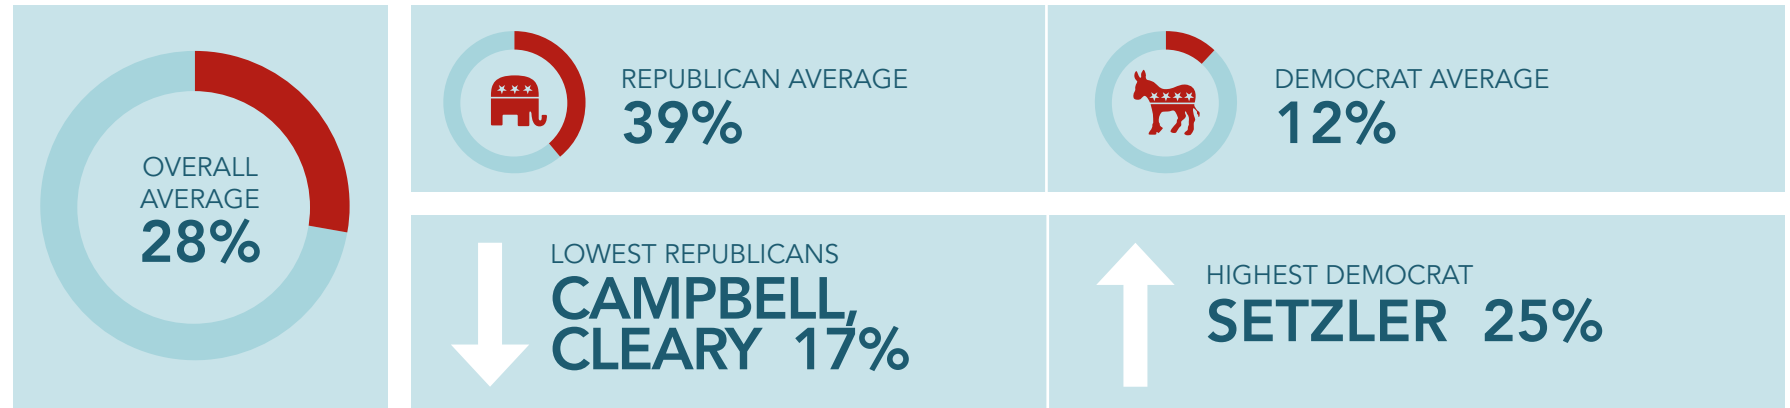 OVERALL
AVERAGE
28%
REPUBLICAN AVERAGE
39%
DEMOCRAT AVERAGE
12%
LOWEST REPUBLICANS
CAMPBELL,
CLEARY 17%
HIGHEST DEMOCRAT
SETZLER 25%